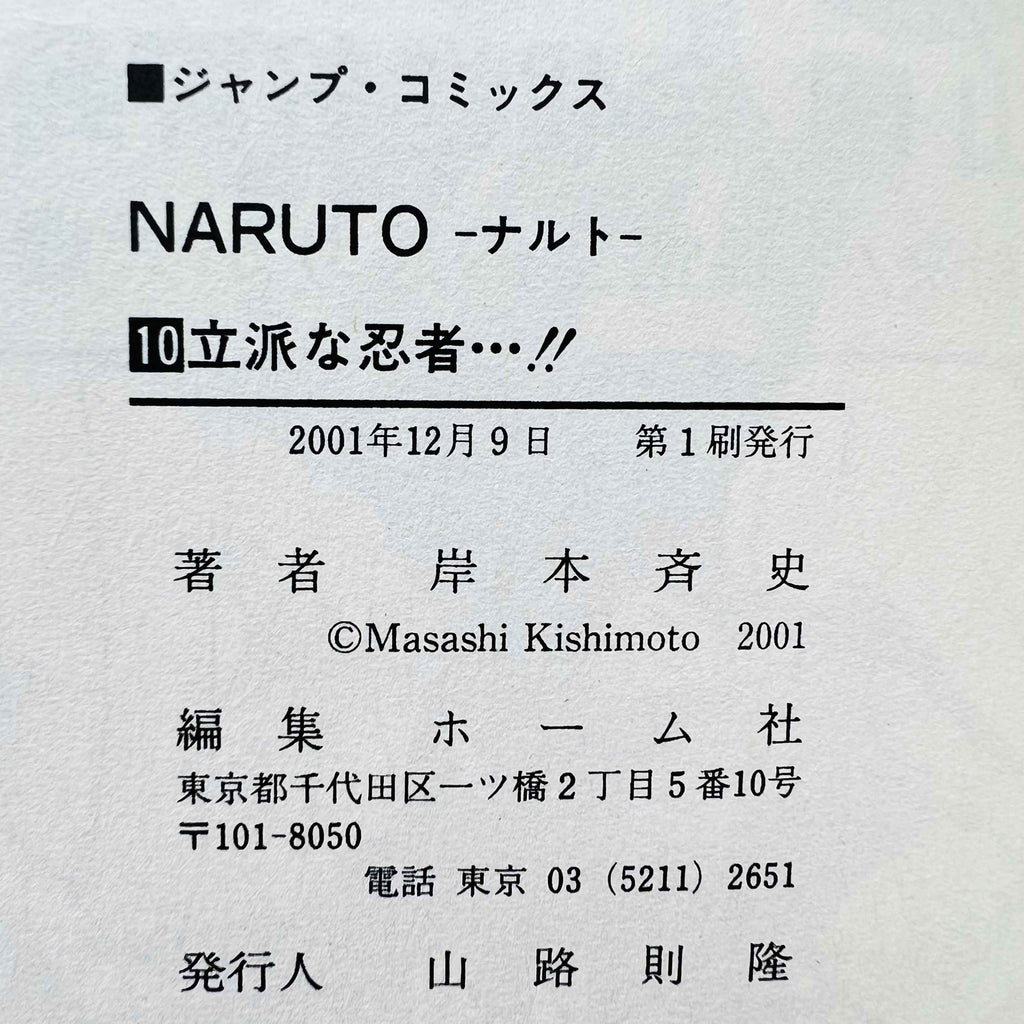 ■ジャンプ・コミックス
NARUTO -ナルト-
10立派な忍者…!!
2001年12月9日 第1刷発行
著者 岸本斉史
©Masashi Kishimoto 2001
編集 ホーム社
東京都千代田区一ツ橋2丁目5番10号
〒101-8050
電話 東京 03 (5211) 2651
発行人 山路則隆